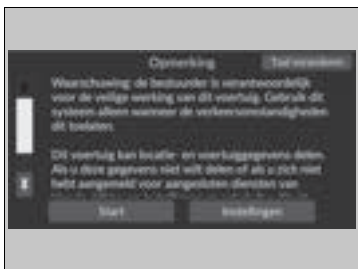 Opmerking
Taal veranderen
Waarschuwing: de bestuurder is verantwoordelijk
voor de veilige werking van dit voertuig. Gebruik dit
systeem alleen wanneer de verkeersomstandigheden
dit toelaten.
Dit voertuig kan locatie- en voertuiggegevens delen.
Als u deze gegevens niet wilt delen of als u zich niet
hebt aangemeld voor aangesloten diensten van
Start
Instellingen